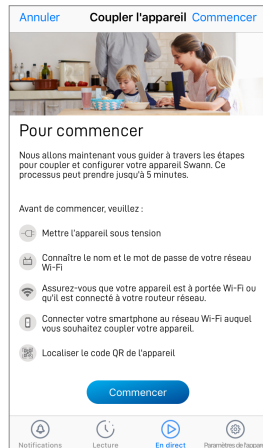 Annuler Coupler l'appareil Commencer
Pour commencer
Nous allons maintenant vous guider à travers les étapes
pour coupler et configurer votre appareil Swann. Ce
processus peut prendre jusqu'à 5 minutes.
Avant de commencer, veuillez :
Mettre l'appareil sous tension
Connaître le nom et le mot de passe de votre réseau
Wi-Fi
Assurez-vous que votre appareil est à portée Wi-Fi ou
qu'il est connecté à votre routeur réseau.
Connecter votre smartphone au réseau Wi-Fi auquel
vous souhaitez coupler votre appareil.
Localiser le code QR de l'appareil
Commencer
Notifications Lecture En direct Paramètres de l'appareil